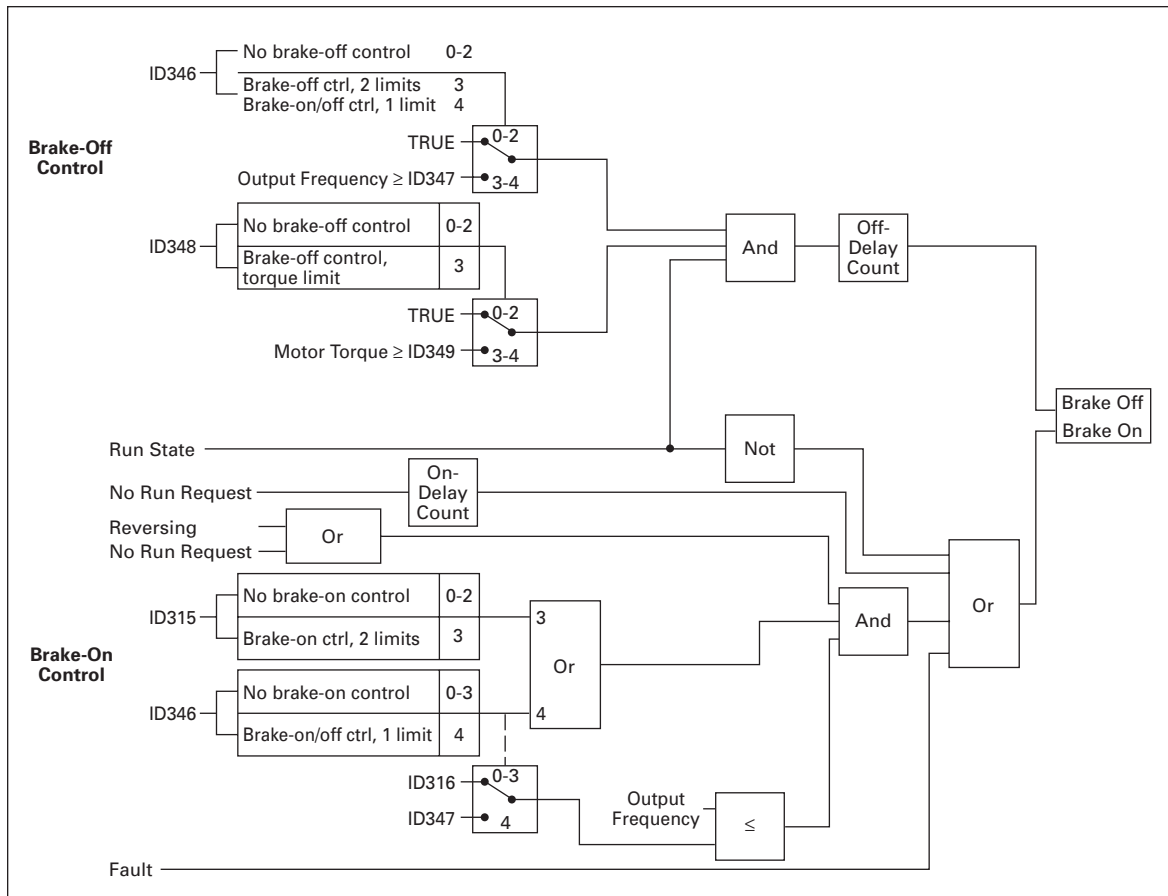 No brake-off control 0-2
ID346
Brake-off ctrl, 2 limits 3
Brake-on/off ctrl, 1 limit 4
Brake-Off
Control
TRUE
0-2
Output Frequency ≥ ID347
3-4
No brake-off control 0-2
ID348
Brake-off control,
torque limit
3
TRUE
0-2
Motor Torque ≥ ID349
3-4
And
Off-
Delay
Count
Brake Off
Brake On
Run State
Not
No Run Request
On-
Delay
Count
Reversing
No Run Request
Or
No brake-on control 0-2
ID315
Brake-on ctrl, 2 limits 3
Brake-On
Control
No brake-on control 0-3
ID346
Brake-on/off ctrl, 1 limit 4
3
Or
4
And
Or
ID316
0-3
ID347
4
Output
Frequency
≤
Fault